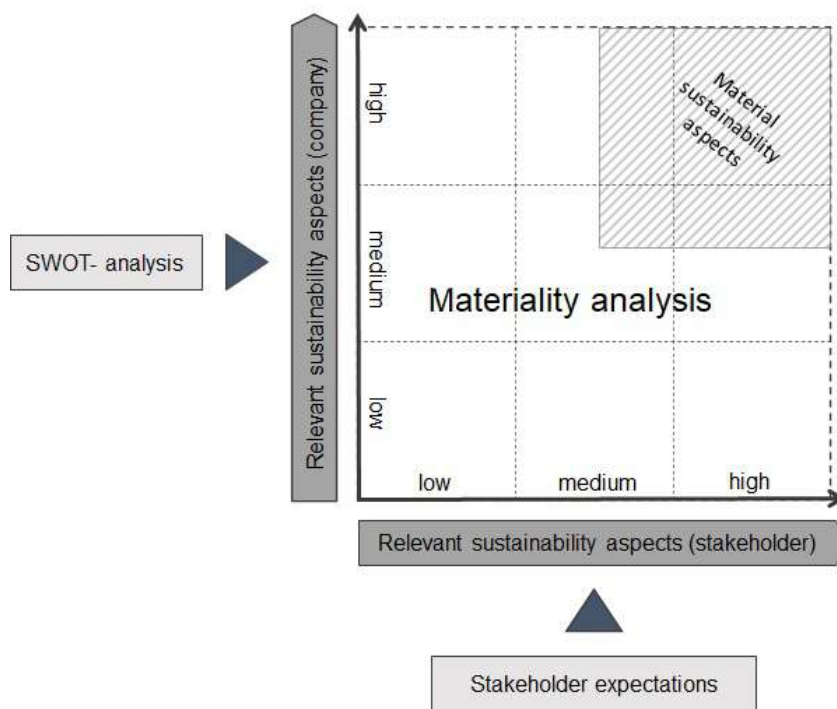 Relevant sustainability aspects (company)
high
medium
low
Material
sustainability
aspects
SWOT- analysis
Materiality analysis
low
medium
high
Relevant sustainability aspects (stakeholder)
Stakeholder expectations